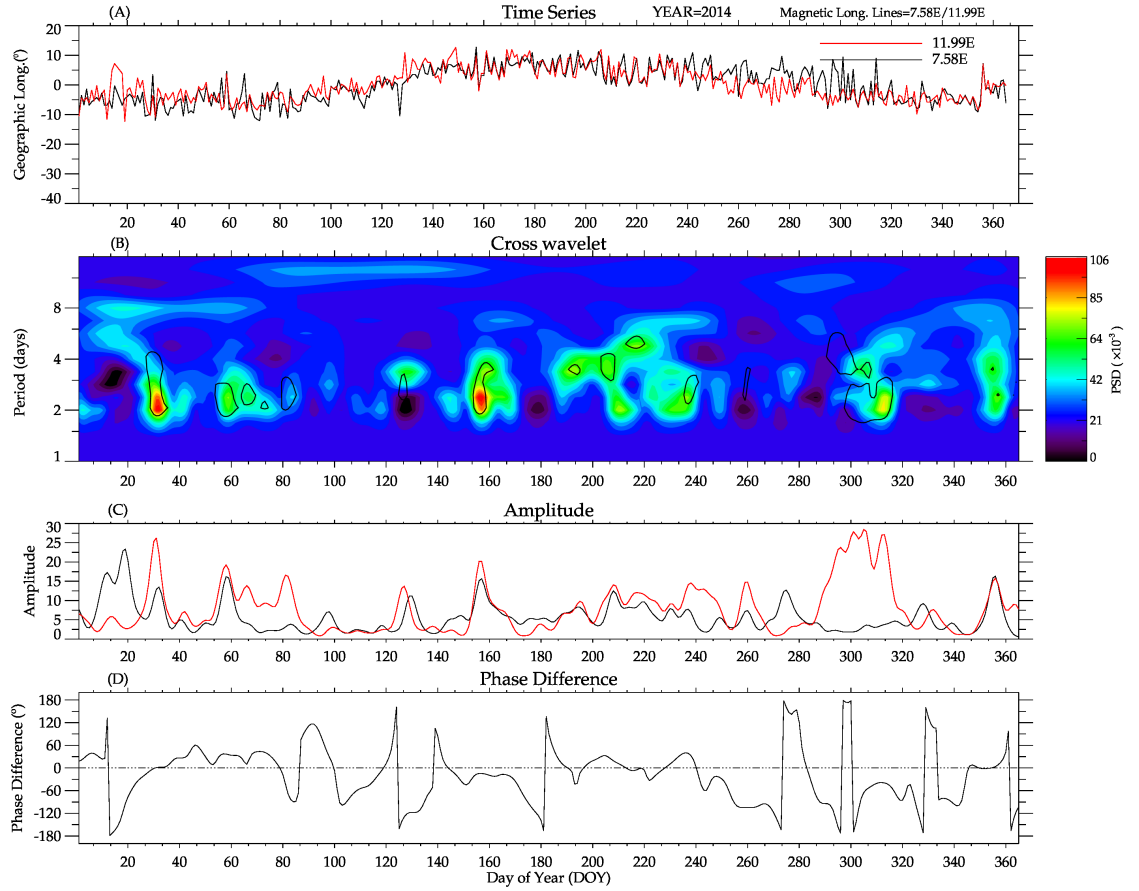 (A) Time Series YEAR=2014 Magnetic Long. Lines=7.58E/11.99E
Geographic Long.(°)
20
10
0
-10
-20
-30
-40
11.99E
7.58E
20 40 60 80 100 120 140 160 180 200 220 240 260 280 300 320 340 360
(B) Cross wavelet
Period (days)
8
4
2
1
20 40 60 80 100 120 140 160 180 200 220 240 260 280 300 320 340 360
106
85
64
42
21
0
PSD (×10⁻³)
(C) Amplitude
Amplitude
30
25
20
15
10
5
0
20 40 60 80 100 120 140 160 180 200 220 240 260 280 300 320 340 360
(D) Phase Difference
Phase Difference (°)
180
120
60
0
-60
-120
-180
20 40 60 80 100 120 140 160 180 200 220 240 260 280 300 320 340 360
Day of Year (DOY)